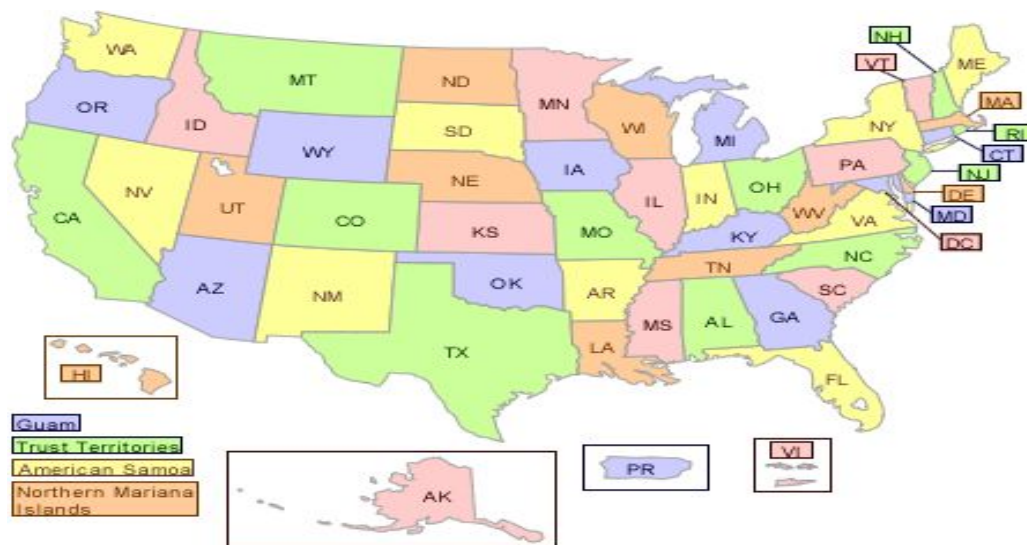 WA
MT
ND
MN
OR
ID
WY
SD
WI
MI
NH
VT
ME
NY
MA
RI
CT
NJ
DE
MD
DC
NV
UT
NE
IA
CA
CO
KS
MO
IL
IN
OH
PA
WV
VA
KY
NC
TN
AZ
NM
OK
AR
SC
TX
LA
MS
AL
GA
FL
HI
Guam
Trust Territories
American Samoa
Northern Mariana
Islands
AK
PR
VI